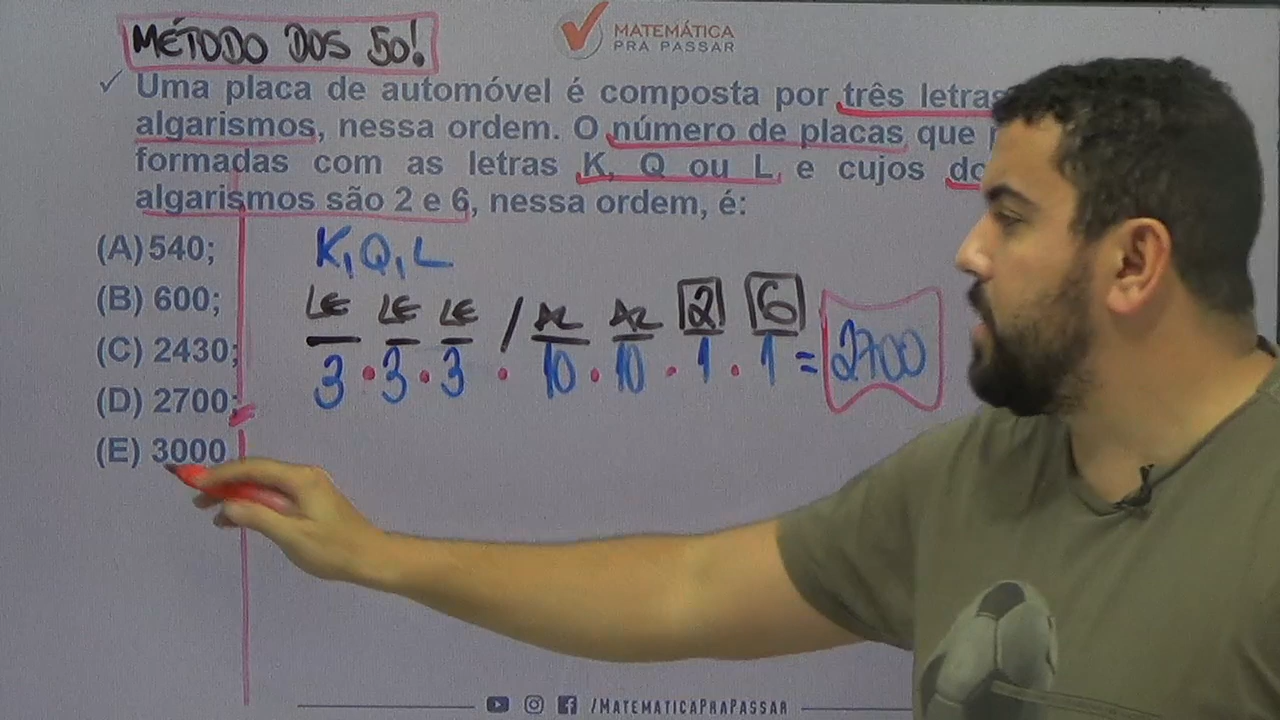 MÉTODO DOS 50!
MATEMÁTICA
PRA PASSAR
✓ Uma placa de automóvel é composta por três letras
algarismos, nessa ordem. O número de placas que
formadas com as letras K, Q ou L e cujos
algarismos são 2 e 6, nessa ordem, é:
(A) 540;
(B) 600;
(C) 2430;
(D) 2700;
(E) 3000
K, Q, L
LE LE LE / AL AL 2 6
3 · 3 · 3 · 10 · 10 · 1 · 1 = 2700
/MATEMATICAPRAPASSAR